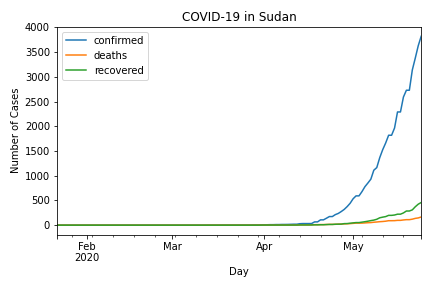 COVID-19 in Sudan
4000
3500
3000
2500
2000
1500
1000
500
0
Number of Cases
confirmed
deaths
recovered
Feb Mar Apr May
2020
Day